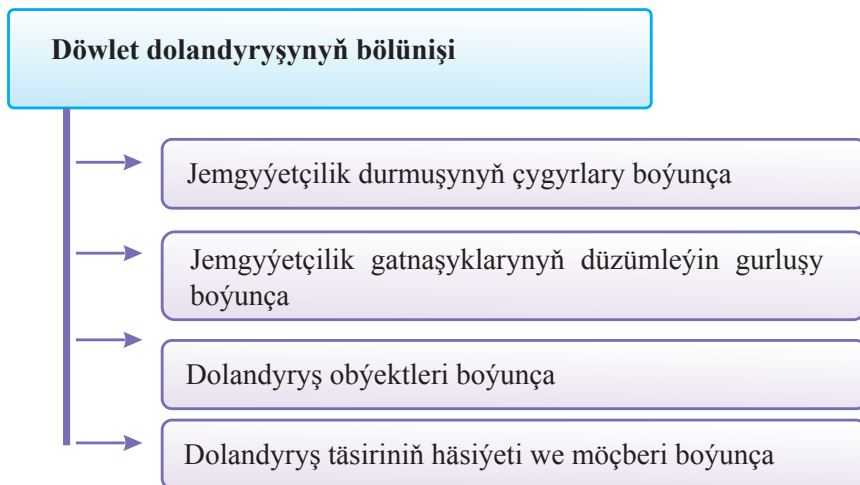 Döwlet dolandyryşynyň bölünişi
Jemgyýetçilik durmuşynyň çygyrlary boýunça
Jemgyýetçilik gatnaşyklarynyň düzümleýin gurluşy
boýunça
Dolandyryş obýektleri boýunça
Dolandyryş täsiriniň häsiýeti we möçberi boýunça